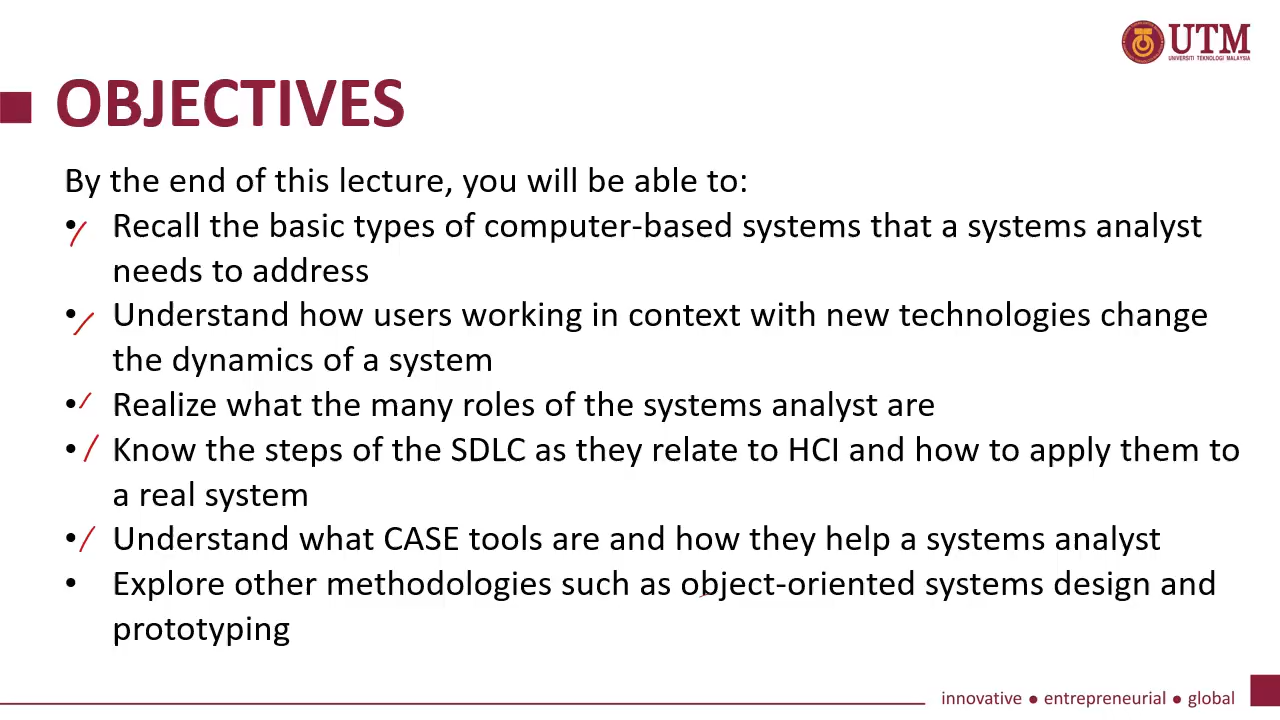 UTM
UNIVERSITI TEKNOLOGI MALAYSIA
OBJECTIVES
By the end of this lecture, you will be able to:
• Recall the basic types of computer-based systems that a systems analyst
needs to address
• Understand how users working in context with new technologies change
the dynamics of a system
• Realize what the many roles of the systems analyst are
• Know the steps of the SDLC as they relate to HCI and how to apply them to
a real system
• Understand what CASE tools are and how they help a systems analyst
• Explore other methodologies such as object-oriented systems design and
prototyping
innovative ● entrepreneurial ● global